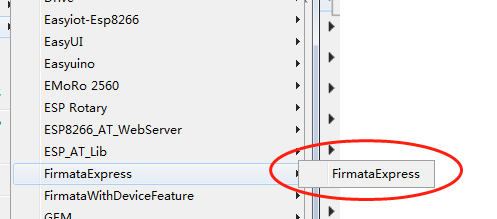 Easyiot-Esp8266
EasyUI
Easyuino
EMoRo 2560
ESP Rotary
ESP8266_AT_WebServer
ESP_AT_Lib
FirmataExpress
FirmataExpress
FirmataWithDeviceFeature